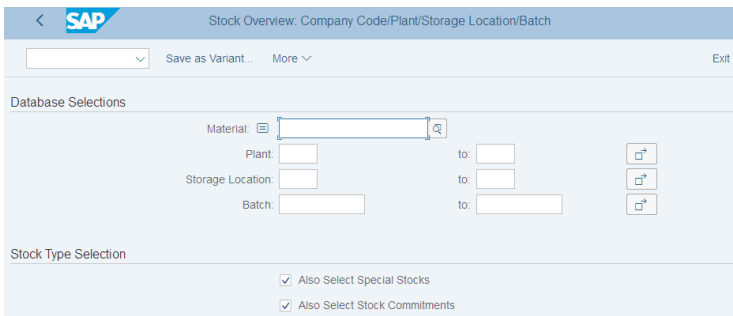 SAP Stock Overview: Company Code/Plant/Storage Location/Batch
Save as Variant... More Exit
Database Selections
Material:
Plant: to:
Storage Location: to:
Batch: to:
Stock Type Selection
Also Select Special Stocks
Also Select Stock Commitments